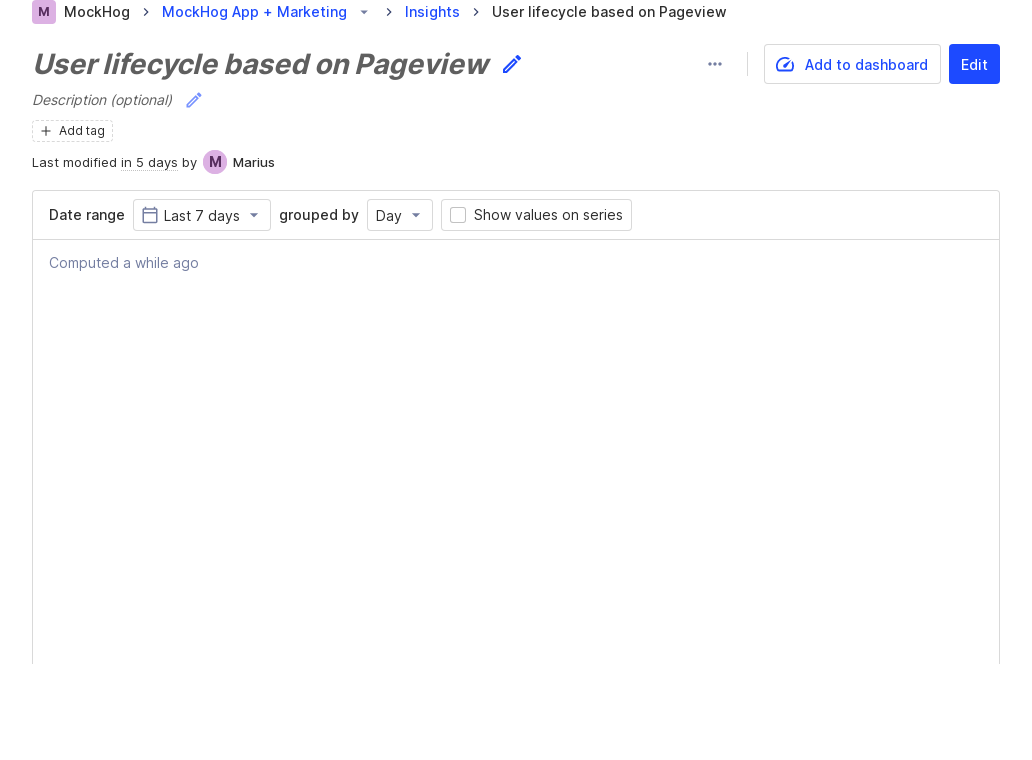 M MockHog > MockHog App + Marketing > Insights > User lifecycle based on Pageview
User lifecycle based on Pageview
Add to dashboard
Edit
Description (optional)
+ Add tag
Last modified in 5 days by M Marius
Date range Last 7 days grouped by Day Show values on series
Computed a while ago